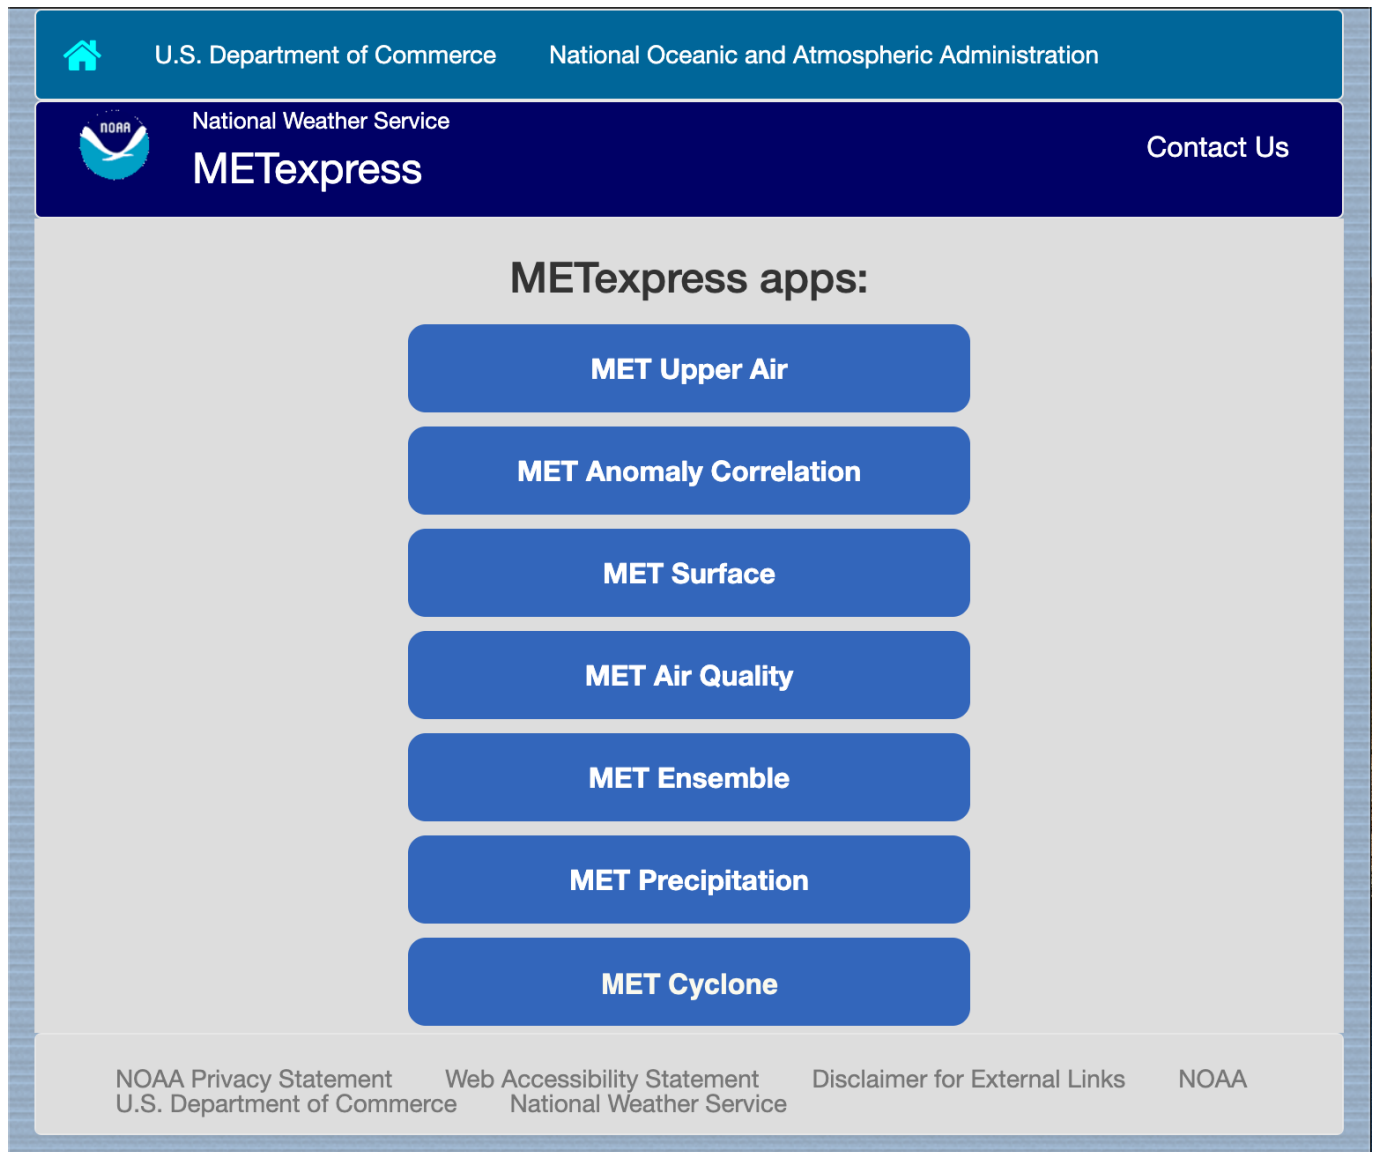 U.S. Department of Commerce National Oceanic and Atmospheric Administration
NOAA
National Weather Service
METexpress
Contact Us
METexpress apps:
MET Upper Air
MET Anomaly Correlation
MET Surface
MET Air Quality
MET Ensemble
MET Precipitation
MET Cyclone
NOAA Privacy Statement Web Accessibility Statement Disclaimer for External Links NOAA
U.S. Department of Commerce National Weather Service